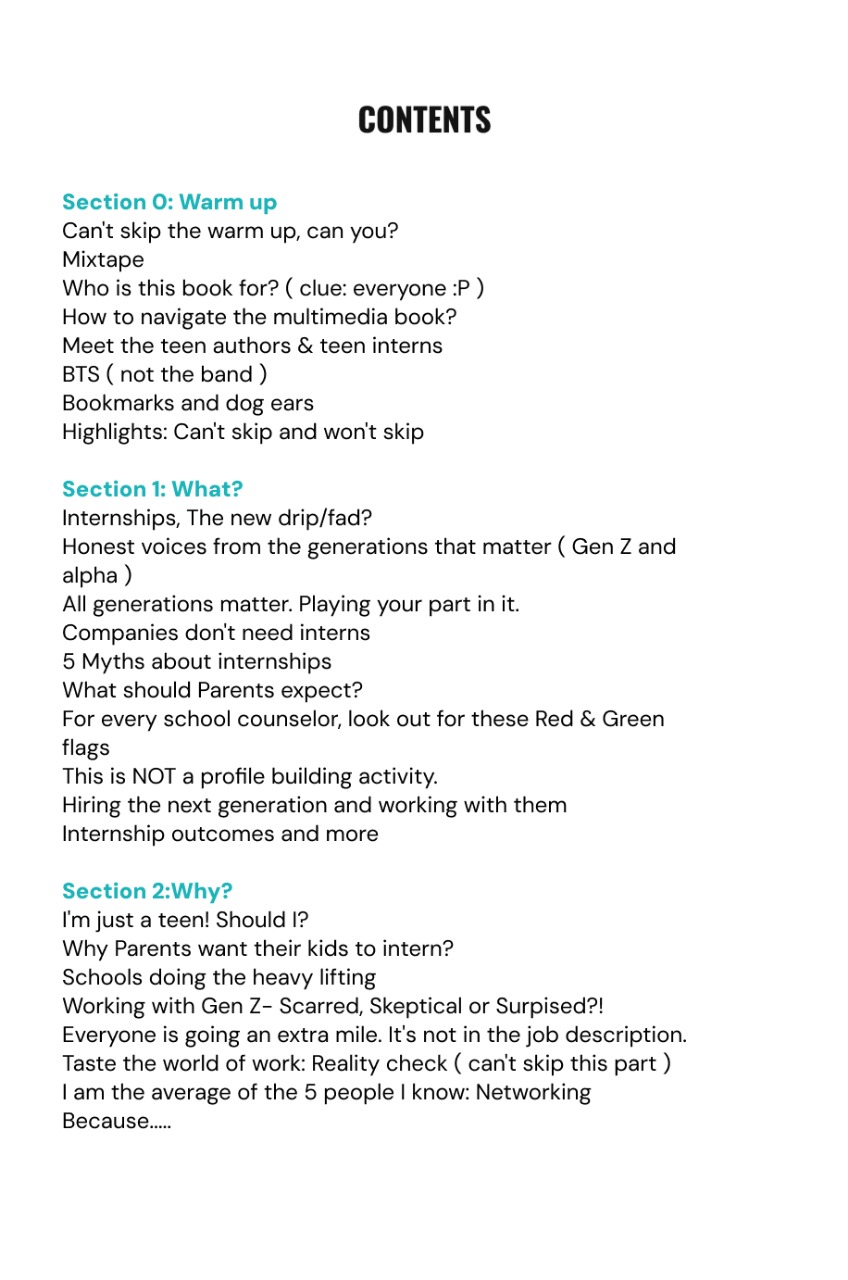 CONTENTS
Section 0: Warm up
Can't skip the warm up, can you?
Mixtape
Who is this book for? ( clue: everyone :P )
How to navigate the multimedia book?
Meet the teen authors & teen interns
BTS ( not the band )
Bookmarks and dog ears
Highlights: Can't skip and won't skip
Section 1: What?
Internships, The new drip/fad?
Honest voices from the generations that matter ( Gen Z and
alpha )
All generations matter. Playing your part in it.
Companies don't need interns
5 Myths about internships
What should Parents expect?
For every school counselor, look out for these Red & Green
flags
This is NOT a profile building activity.
Hiring the next generation and working with them
Internship outcomes and more
Section 2:Why?
I'm just a teen! Should I?
Why Parents want their kids to intern?
Schools doing the heavy lifting
Working with Gen Z- Scarred, Skeptical or Surpised?!
Everyone is going an extra mile. It's not in the job description.
Taste the world of work: Reality check ( can't skip this part )
I am the average of the 5 people I know: Networking
Because.....